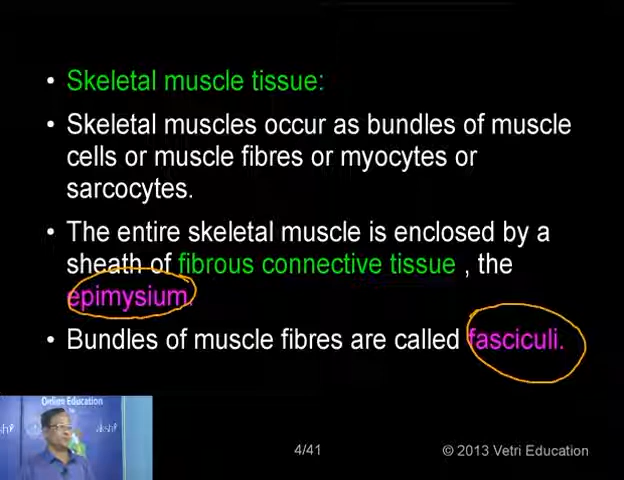 • Skeletal muscle tissue:
• Skeletal muscles occur as bundles of muscle
cells or muscle fibres or myocytes or
sarcocytes.
• The entire skeletal muscle is enclosed by a
sheath of fibrous connective tissue , the
epimysium.
• Bundles of muscle fibres are called fasciculi.
Online Education
4/41
© 2013 Vetri Education